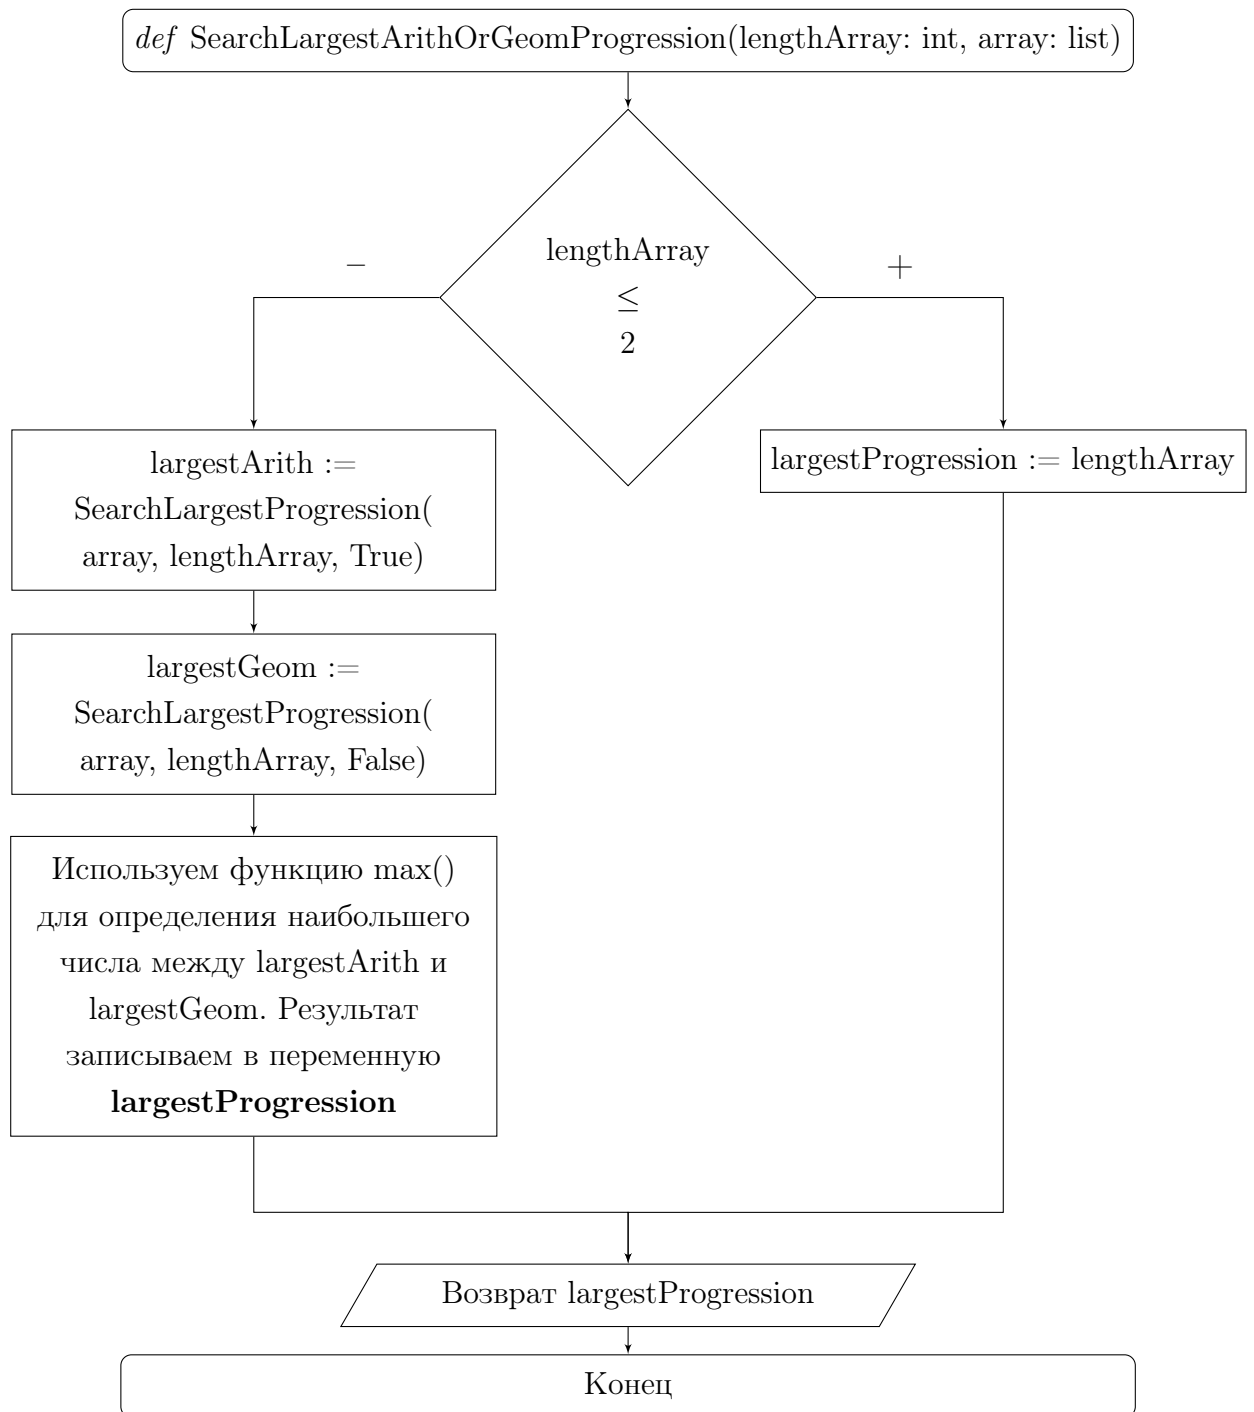 def SearchLargestArithOrGeomProgression(lengthArray: int, array: list)
lengthArray
≤
2
–
+
largestArith :=
SearchLargestProgression(
array, lengthArray, True)
largestProgression := lengthArray
largestGeom :=
SearchLargestProgression(
array, lengthArray, False)
Используем функцию max()
для определения наибольшего
числа между largestArith и
largestGeom. Результат
записываем в переменную
largestProgression
Возврат largestProgression
Конец